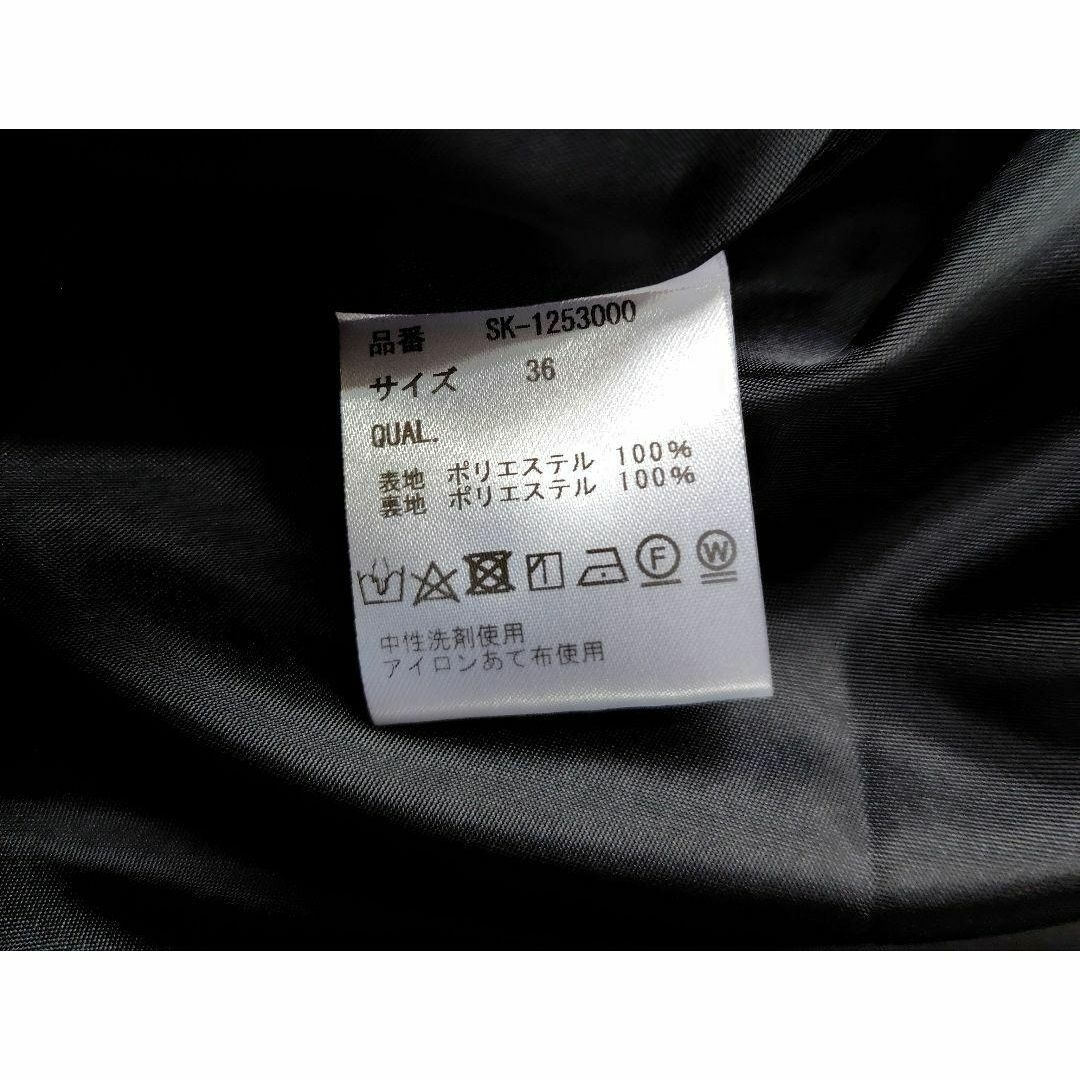 品番 SK-1253000
サイズ 36
QUAL.
表地 ポリエステル 100%
裏地 ポリエステル 100%
F W
中性洗剤使用
アイロンあて布使用